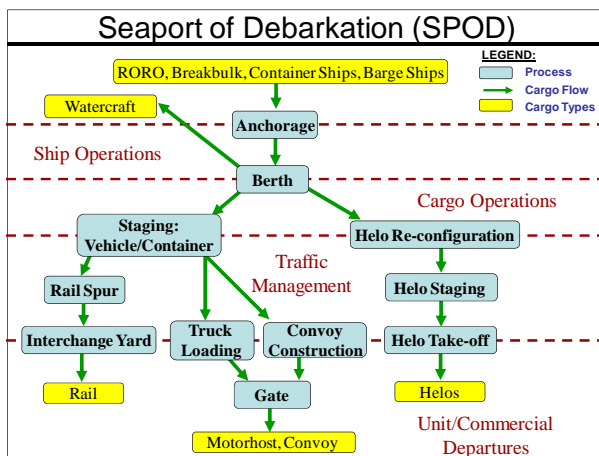 Seaport of Debarkation (SPOD)
LEGEND:
Process
Cargo Flow
Cargo Types
RORO, Breakbulk, Container Ships, Barge Ships
Watercraft
Anchorage
Ship Operations
Berth
Cargo Operations
Staging:
Vehicle/Container
Helo Re-configuration
Traffic
Management
Rail Spur
Helo Staging
Interchange Yard
Truck
Loading
Convoy
Construction
Helo Take-off
Rail
Gate
Helos
Motorhost, Convoy
Unit/Commercial
Departures